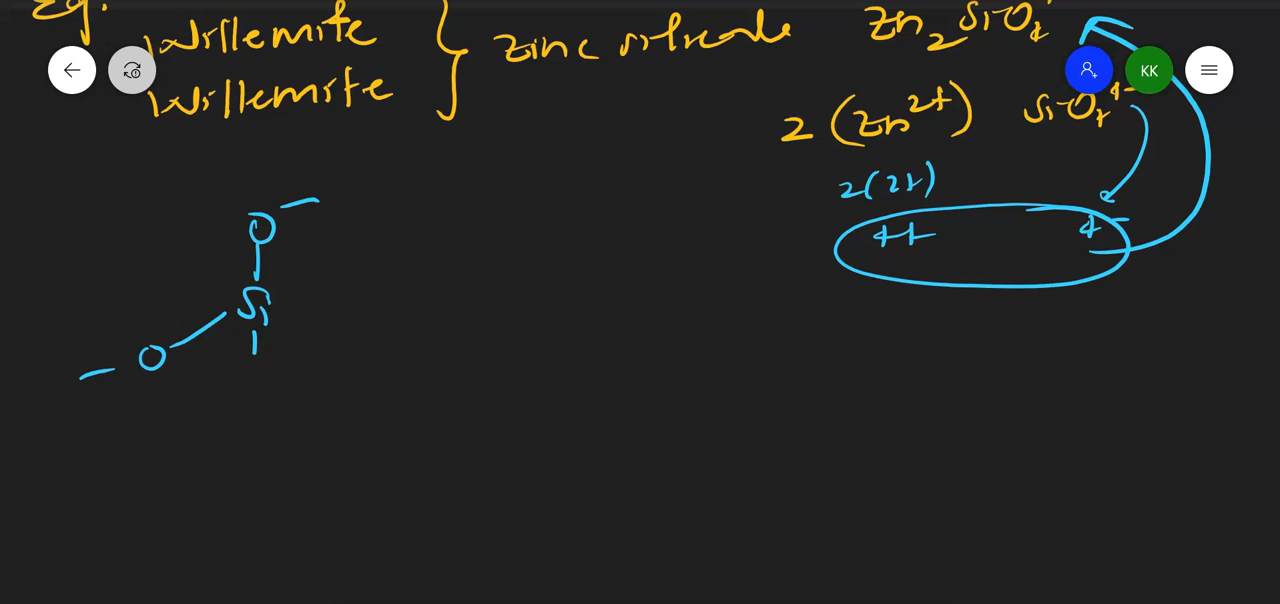 Eg:
Willemite } zinc silicate Zn2SiO4
Willemite
2 (Zn2+) SiO4 4-
2(2+)
4+ 4-
O-
Si
- O
KK